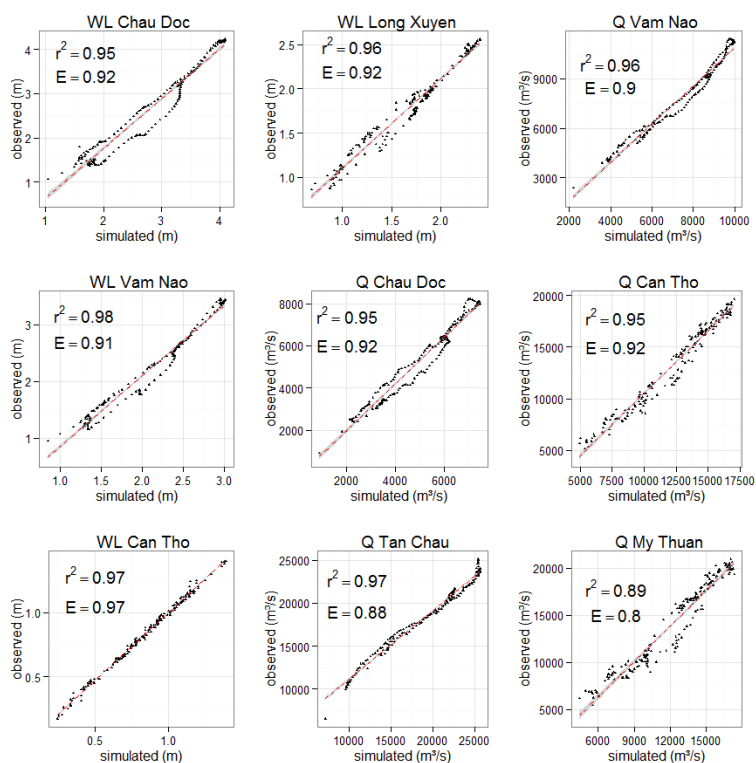 WL Chau Doc
r² = 0.95
E = 0.92
observed (m)
4
3
2
1
1 2 3 4
simulated (m)
WL Long Xuyen
r² = 0.96
E = 0.92
observed (m)
2.5
2.0
1.5
1.0
1.0 1.5 2.0
simulated (m)
Q Vam Nao
r² = 0.96
E = 0.9
observed (m³/s)
9000
6000
3000
2000 4000 6000 8000 10000
simulated (m³/s)
WL Vam Nao
r² = 0.98
E = 0.91
observed (m)
3
2
1
1.0 1.5 2.0 2.5 3.0
simulated (m)
Q Chau Doc
r² = 0.95
E = 0.92
observed (m³/s)
8000
6000
4000
2000
2000 4000 6000
simulated (m³/s)
Q Can Tho
r² = 0.95
E = 0.92
observed (m³/s)
20000
15000
10000
5000
5000 7500 10000 12500 15000 17500
simulated (m³/s)
WL Can Tho
r² = 0.97
E = 0.97
observed (m)
1.0
0.5
0.5 1.0
simulated (m)
Q Tan Chau
r² = 0.97
E = 0.88
observed (m³/s)
25000
20000
15000
10000
10000 15000 20000 25000
simulated (m³/s)
Q My Thuan
r² = 0.89
E = 0.8
observed (m³/s)
20000
15000
10000
5000
6000 9000 12000 15000
simulated (m³/s)